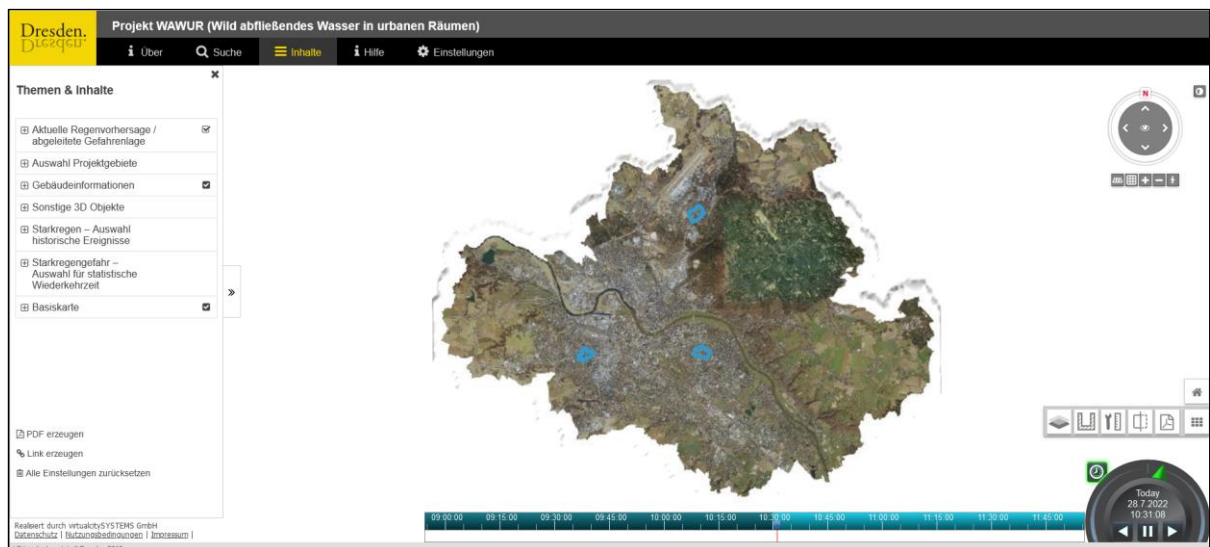 Dresden.
Dresden.
Projekt WAWUR (Wild abfließendes Wasser in urbanen Räumen)
Über
Suche
Inhalte
Hilfe
Einstellungen
Themen & Inhalte
Aktuelle Regenvorhersage /
abgeleitete Gefahrenlage
Auswahl Projektgebiete
Gebäudeinformationen
Sonstige 3D Objekte
Starkregen – Auswahl
historische Ereignisse
Starkregengefahr –
Auswahl für statistische
Wiederkehrzeit
Basiskarte
»
N
PDF erzeugen
Link erzeugen
Alle Einstellungen zurücksetzen
Realisiert durch virtualcitySYSTEMS GmbH
Datenschutz | Nutzungsbedingungen | Impressum |
09:00:00 09:15:00 09:30:00 09:45:00 10:00:00 10:15:00 10:30:00 10:45:00 11:00:00 11:15:00 11:30:00 11:45:00
Today
28.7.2022
10:31:08